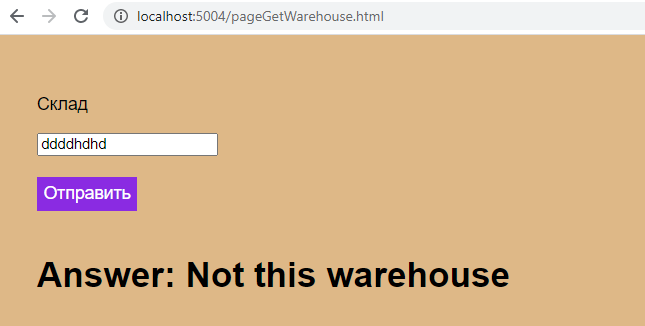 localhost:5004/pageGetWarehouse.html
Склад
ddddhdhd
Отправить
Answer: Not this warehouse